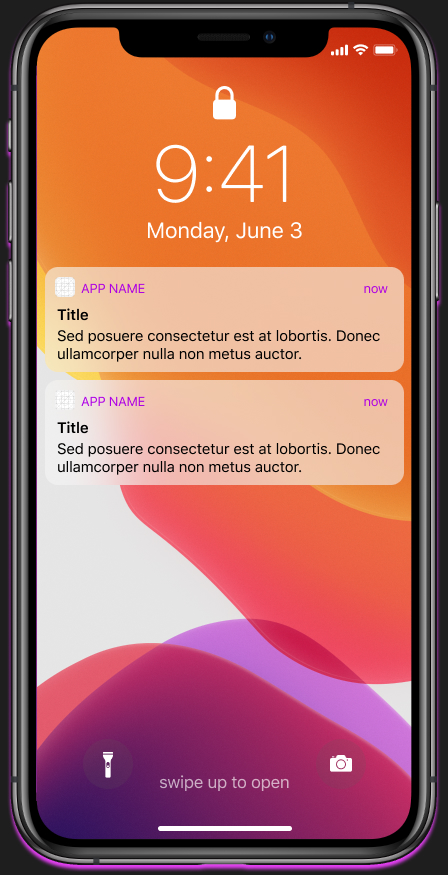 9:41
Monday, June 3
APP NAME now
Title
Sed posuere consectetur est at lobortis. Donec
ullamcorper nulla non metus auctor.
APP NAME now
Title
Sed posuere consectetur est at lobortis. Donec
ullamcorper nulla non metus auctor.
swipe up to open